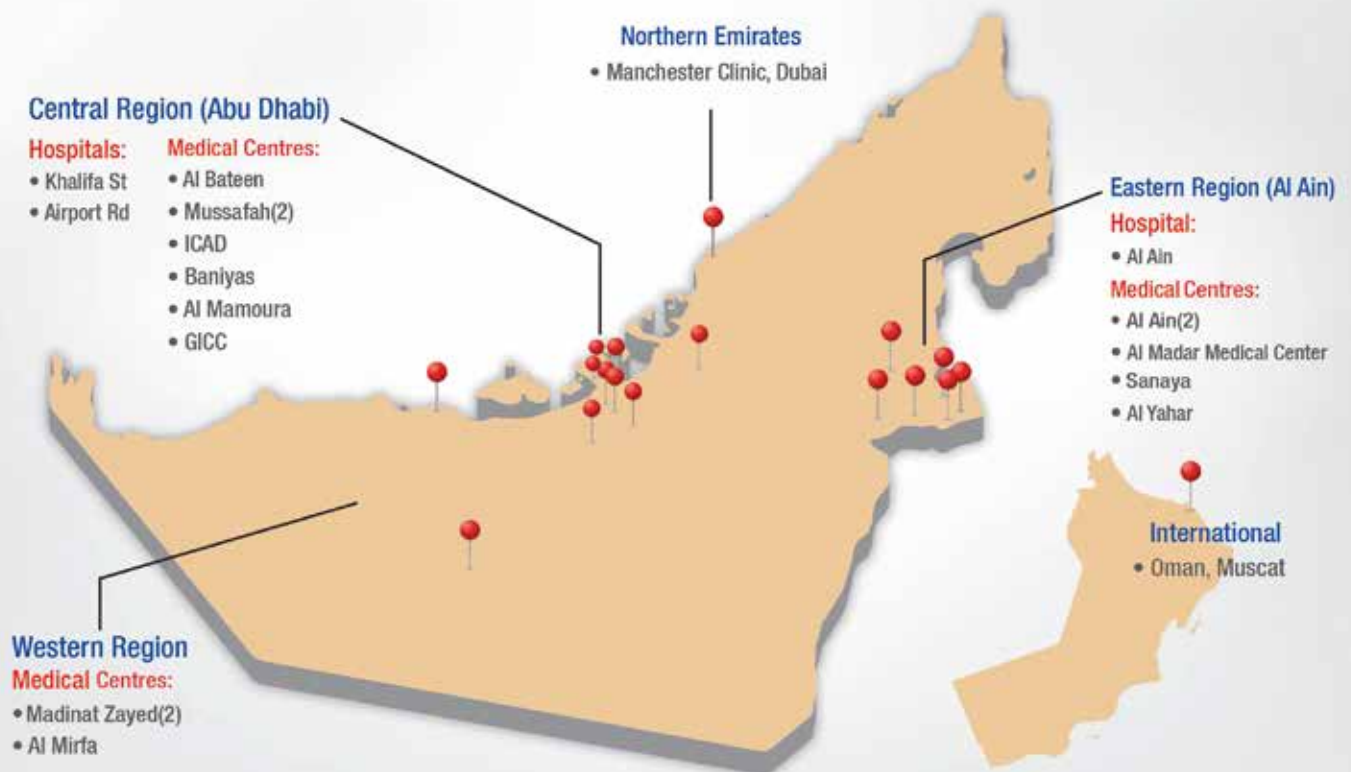 Northern Emirates
• Manchester Clinic, Dubai
Central Region (Abu Dhabi)
Hospitals:
• Khalifa St
• Airport Rd
Medical Centres:
• Al Bateen
• Mussafah(2)
• ICAD
• Baniyas
• Al Mamoura
• GICC
Eastern Region (Al Ain)
Hospital:
• Al Ain
Medical Centres:
• Al Ain(2)
• Al Madar Medical Center
• Sanaya
• Al Yahar
International
• Oman, Muscat
Western Region
Medical Centres:
• Madinat Zayed(2)
• Al Mirfa